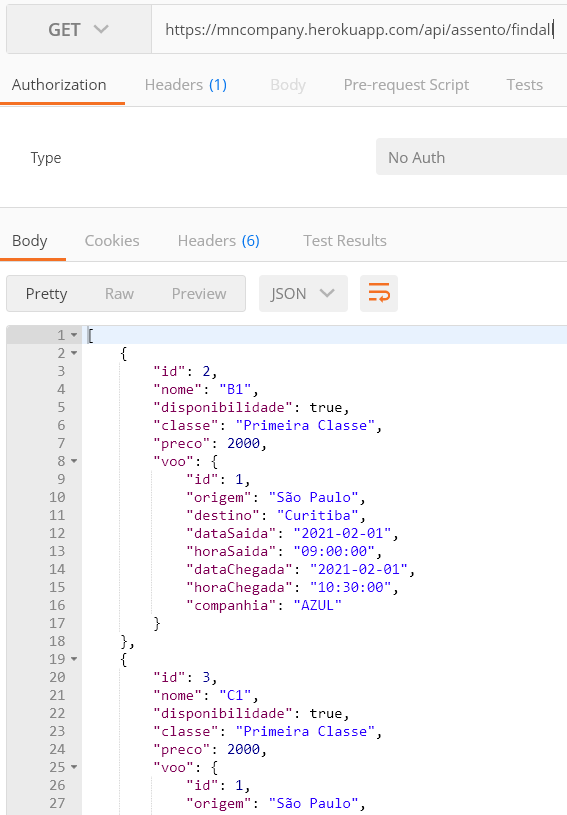 GET https://mncompany.herokuapp.com/api/assento/findall
Authorization Headers (1) Body Pre-request Script Tests
Type No Auth
Body Cookies Headers (6) Test Results
Pretty Raw Preview JSON
1 [
2 {
3 "id": 2,
4 "nome": "B1",
5 "disponibilidade": true,
6 "classe": "Primeira Classe",
7 "preco": 2000,
8 "voo": {
9 "id": 1,
10 "origem": "São Paulo",
11 "destino": "Curitiba",
12 "dataSaida": "2021-02-01",
13 "horaSaida": "09:00:00",
14 "dataChegada": "2021-02-01",
15 "horaChegada": "10:30:00",
16 "companhia": "AZUL"
17 }
18 },
19 {
20 "id": 3,
21 "nome": "C1",
22 "disponibilidade": true,
23 "classe": "Primeira Classe",
24 "preco": 2000,
25 "voo": {
26 "id": 1,
27 "origem": "São Paulo",